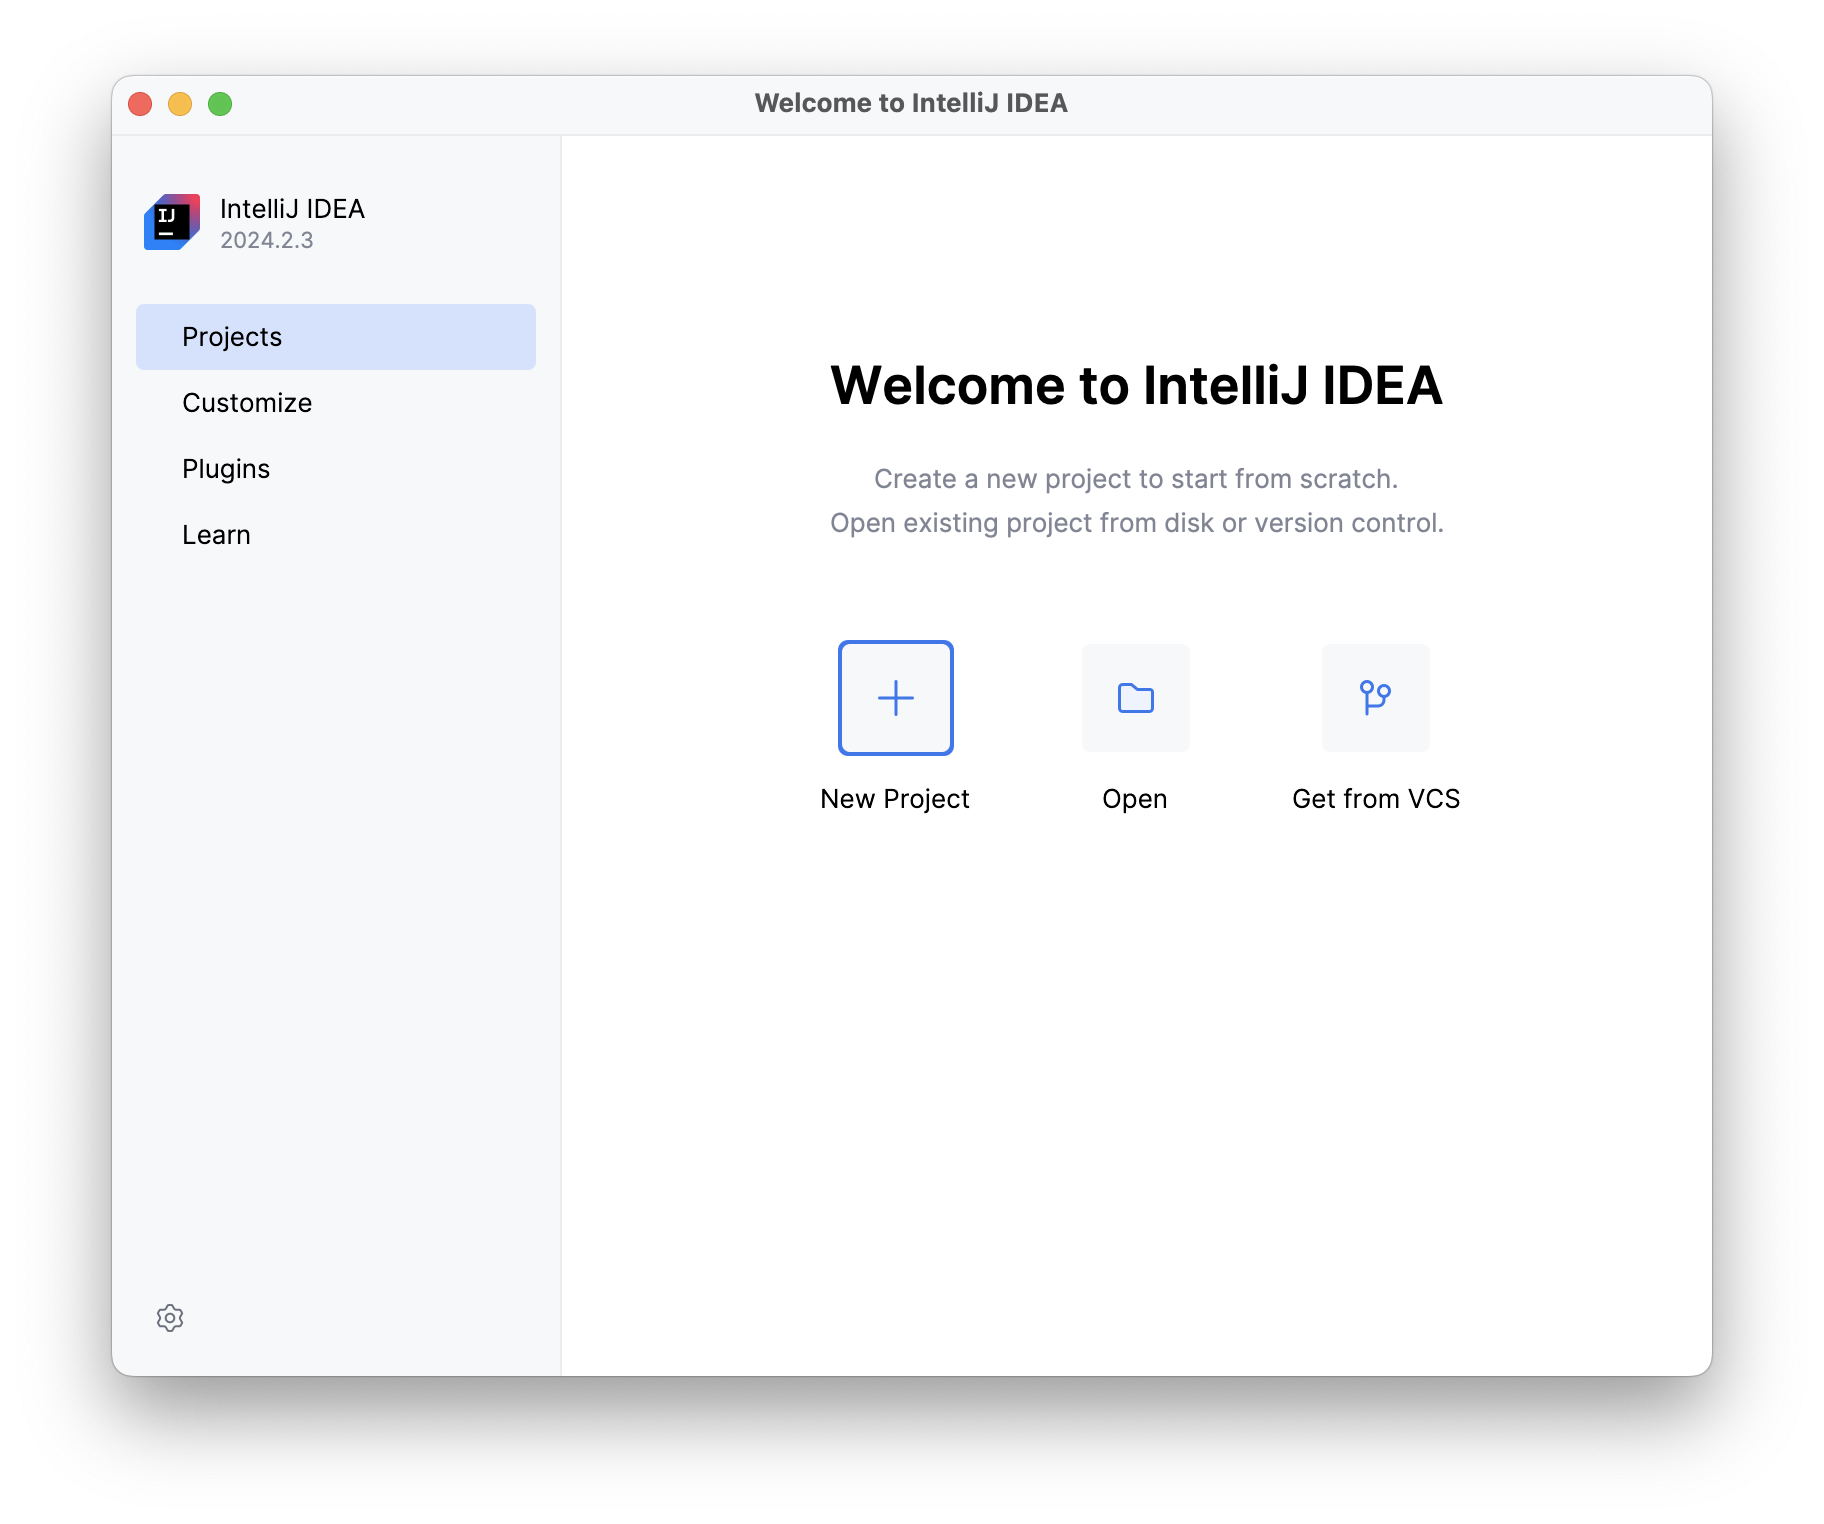 Welcome to IntelliJ IDEA
IJ
IntelliJ IDEA
2024.2.3
Projects
Customize
Plugins
Learn
Welcome to IntelliJ IDEA
Create a new project to start from scratch.
Open existing project from disk or version control.
New Project
Open
Get from VCS